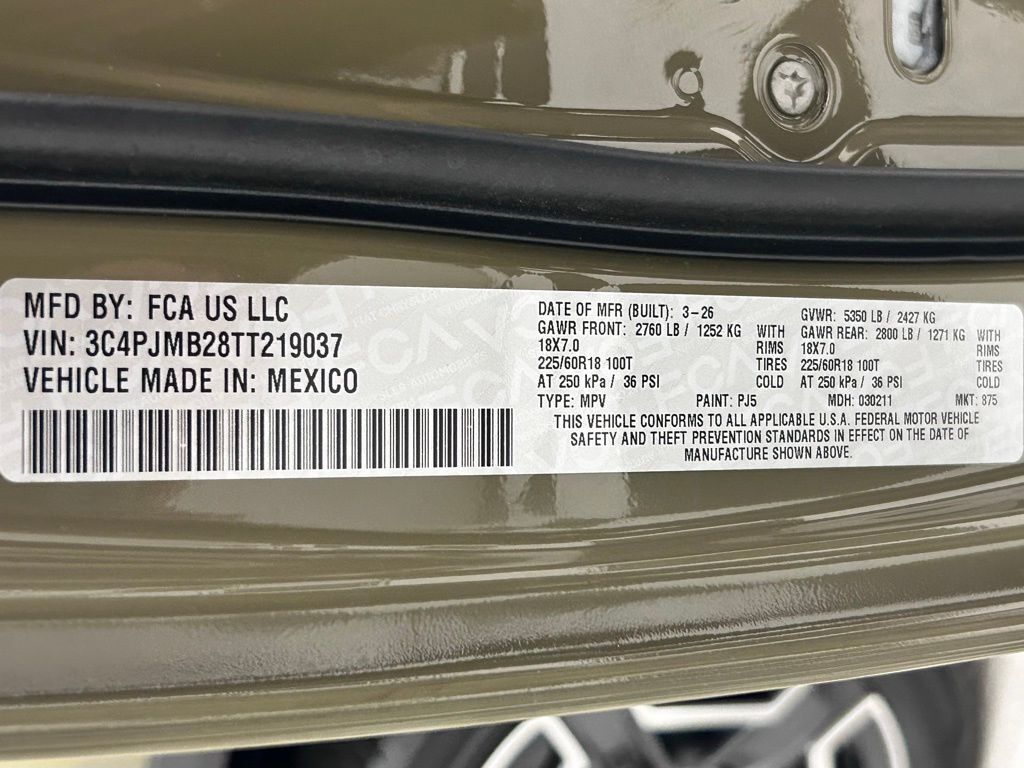 MFD BY: FCA US LLC
VIN: 3C4PJMB28TT219037
VEHICLE MADE IN: MEXICO
DATE OF MFR (BUILT): 3-26
GAWR FRONT: 2760 LB / 1252 KG WITH
18X7.0 RIMS
225/60R18 100T TIRES
AT 250 kPa / 36 PSI COLD
TYPE: MPV PAINT: PJ5
GVWR: 5350 LB / 2427 KG
GAWR REAR: 2800 LB / 1271 KG WITH
18X7.0 RIMS
225/60R18 100T TIRES
AT 250 kPa / 36 PSI COLD
MDH: 030211 MKT: 875
THIS VEHICLE CONFORMS TO ALL APPLICABLE U.S.A. FEDERAL MOTOR VEHICLE
SAFETY AND THEFT PREVENTION STANDARDS IN EFFECT ON THE DATE OF
MANUFACTURE SHOWN ABOVE.